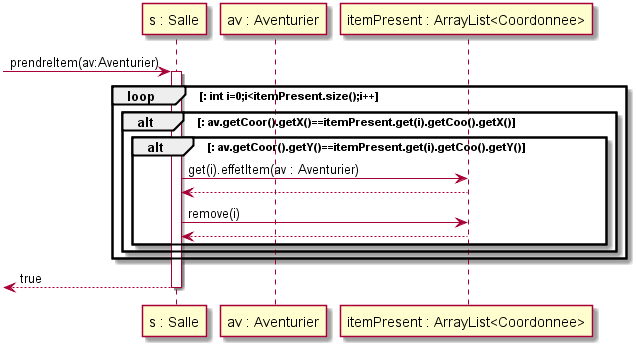 s : Salle
av : Aventurier
itemPresent : ArrayList<Coordonnee>
prendreItem(av:Aventurier)
loop [: int i=0;i<itemPresent.size();i++]
alt [: av.getCoor().getX()==itemPresent.get(i).getCoo().getX()]
alt [: av.getCoor().getY()==itemPresent.get(i).getCoo().getY()]
get(i).effetItem(av : Aventurier)
remove(i)
true
s : Salle
av : Aventurier
itemPresent : ArrayList<Coordonnee>